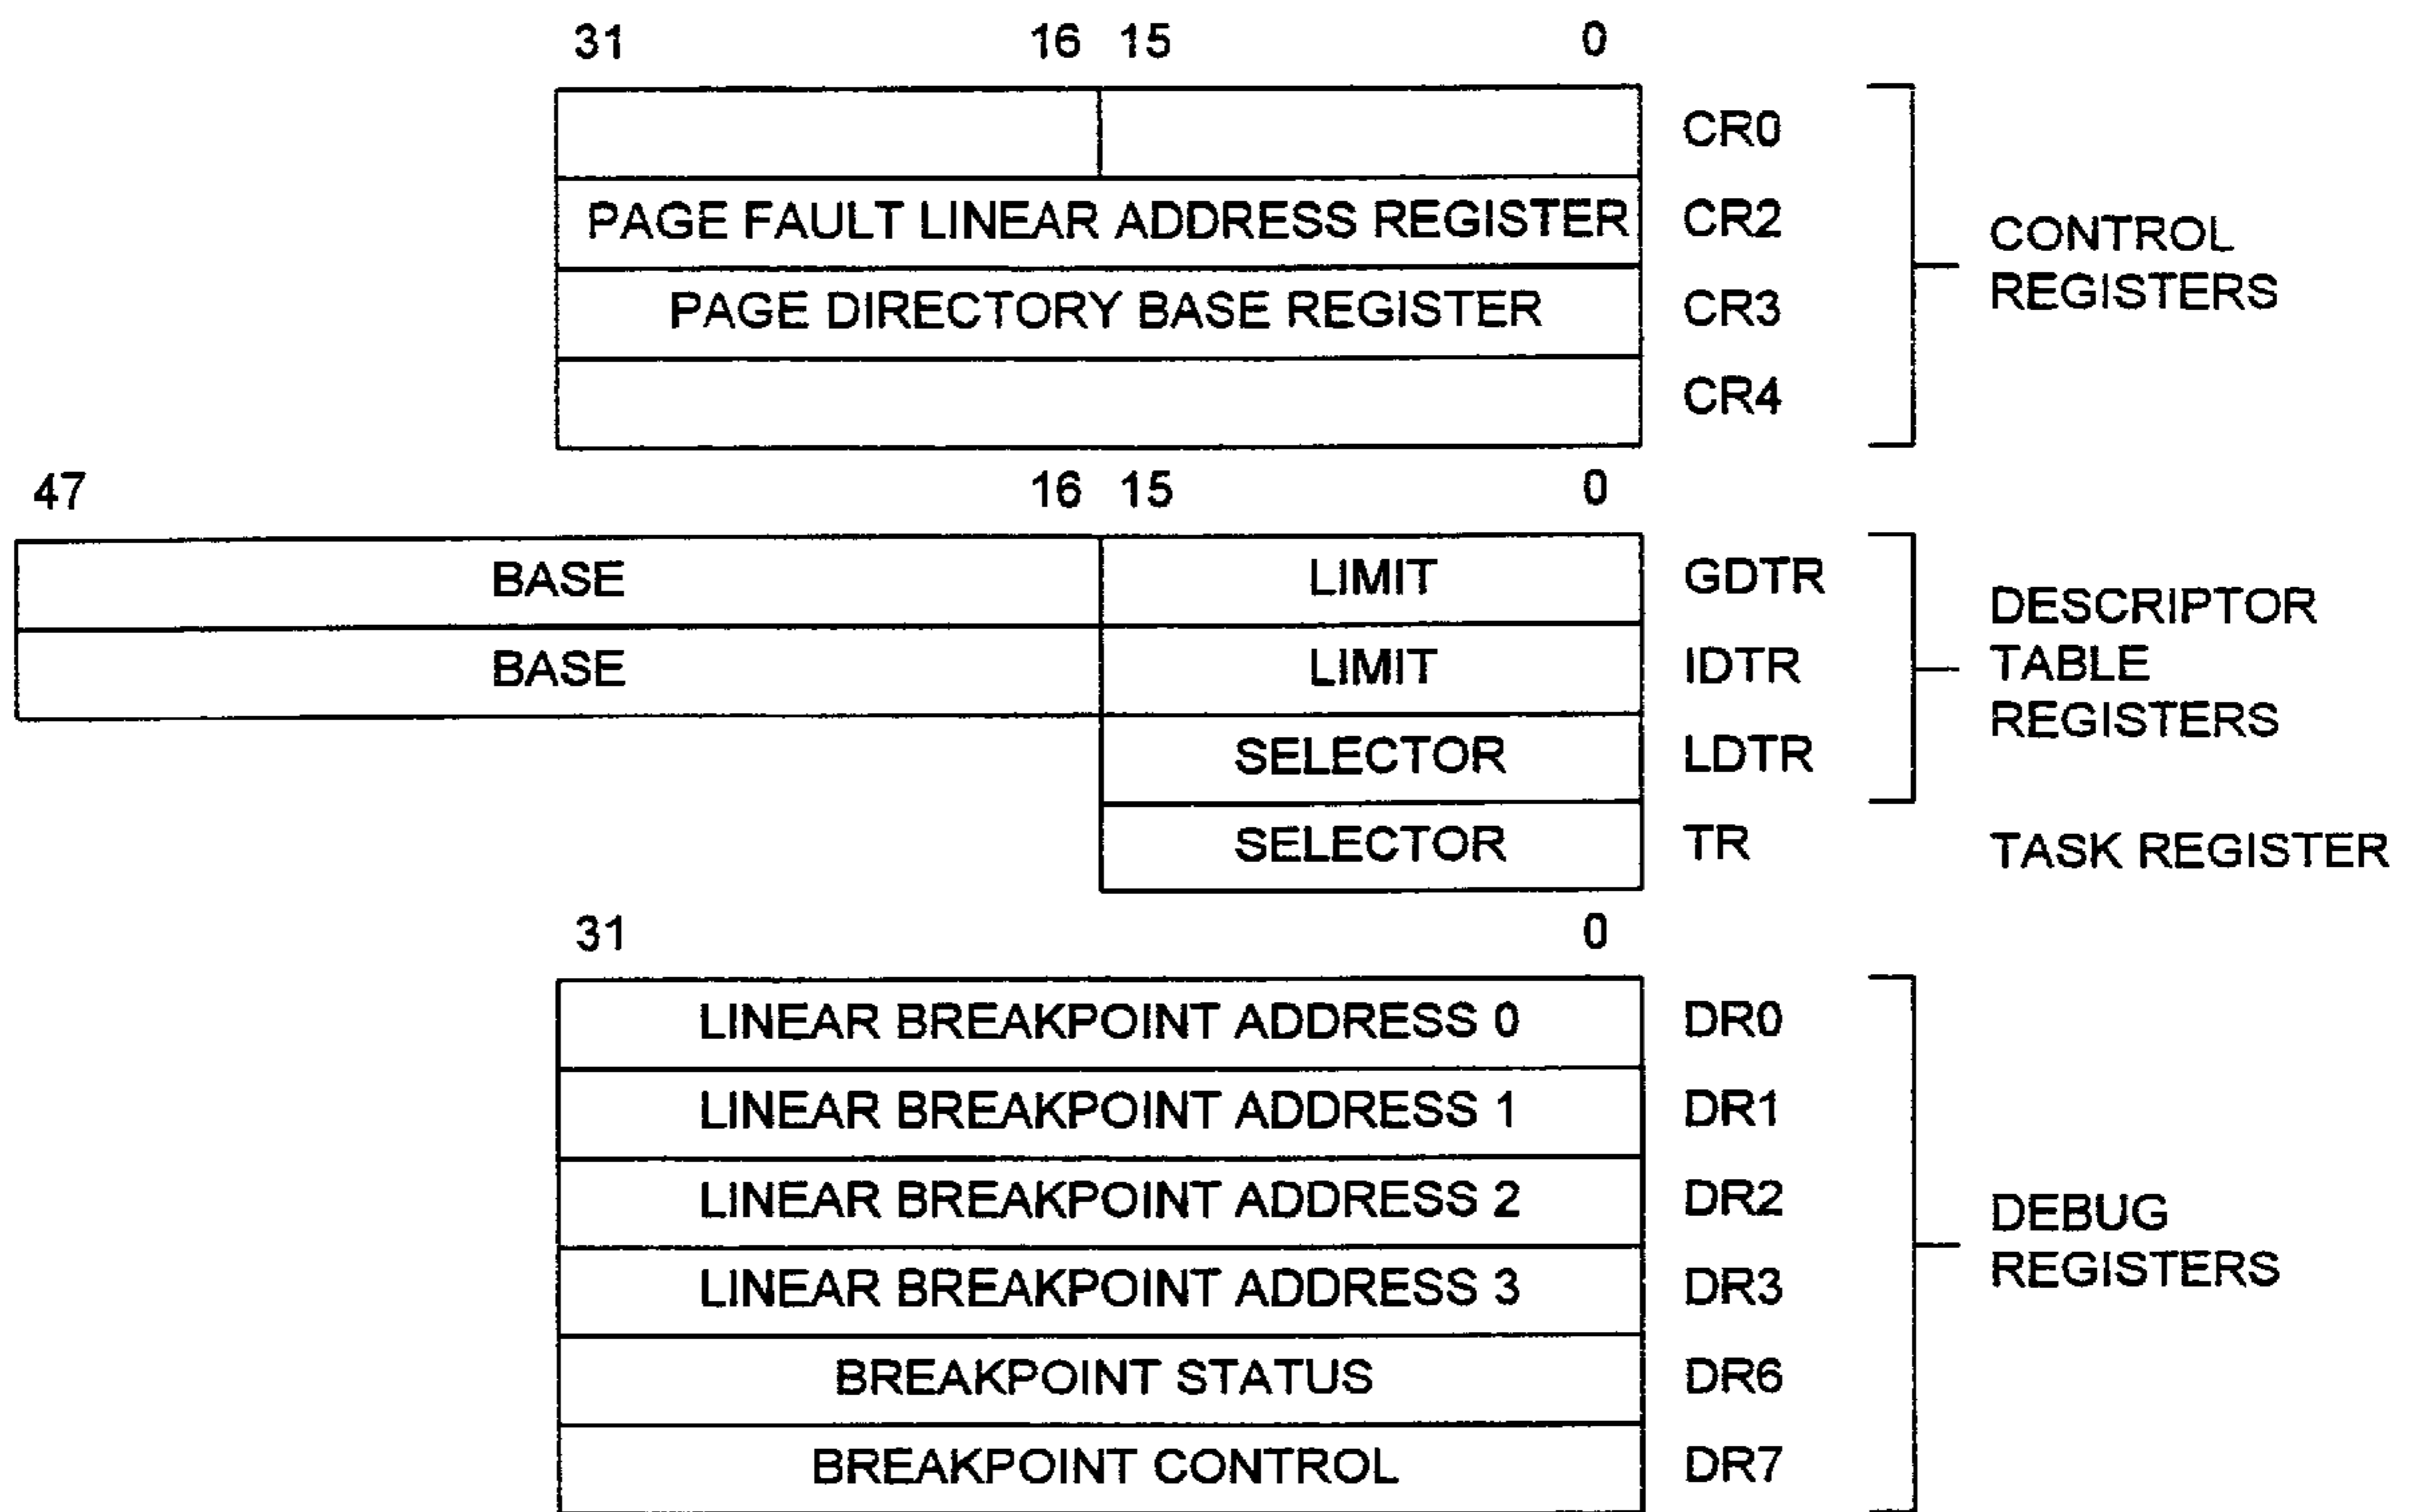 31 16 15 0
CR0
PAGE FAULT LINEAR ADDRESS REGISTER CR2
CONTROL
REGISTERS
PAGE DIRECTORY BASE REGISTER CR3
CR4
47 16 15 0
BASE LIMIT GDTR
DESCRIPTOR
TABLE
REGISTERS
BASE LIMIT IDTR
SELECTOR LDTR
SELECTOR TR TASK REGISTER
31 0
LINEAR BREAKPOINT ADDRESS 0 DR0
LINEAR BREAKPOINT ADDRESS 1 DR1
LINEAR BREAKPOINT ADDRESS 2 DR2
DEBUG
REGISTERS
LINEAR BREAKPOINT ADDRESS 3 DR3
BREAKPOINT STATUS DR6
BREAKPOINT CONTROL DR7